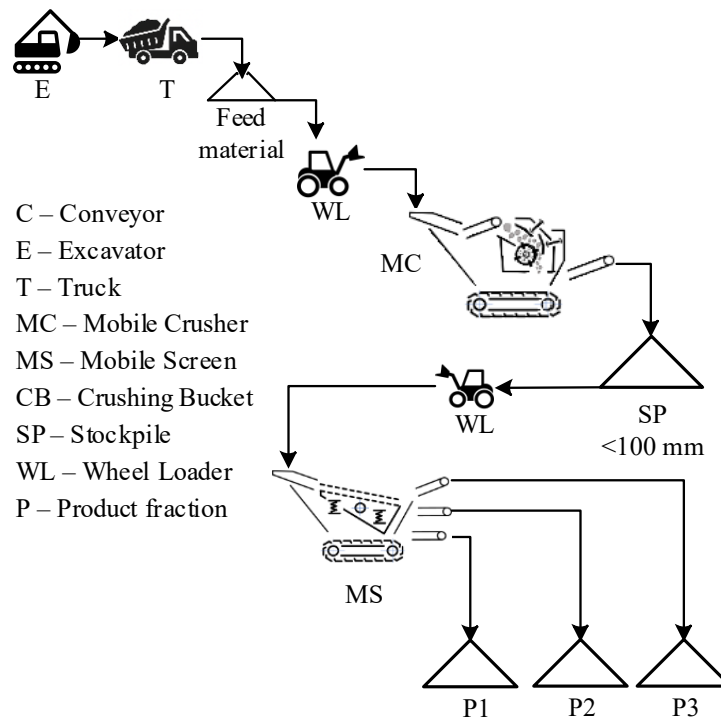 E
T
Feed
material
WL
C – Conveyor
E – Excavator
T – Truck
MC – Mobile Crusher
MS – Mobile Screen
CB – Crushing Bucket
SP – Stockpile
WL – Wheel Loader
P – Product fraction
MC
WL
SP
<100 mm
MS
P1
P2
P3